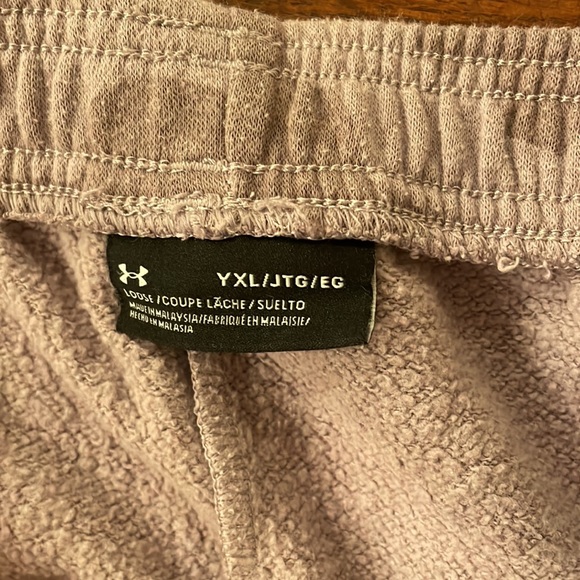 YXL/JTG/EG
LOOSE/COUPE LÂCHE/SUELTO
MADE IN MALAYSIA/FABRIQUÉ EN MALAISIE/
HECHO EN MALASIA